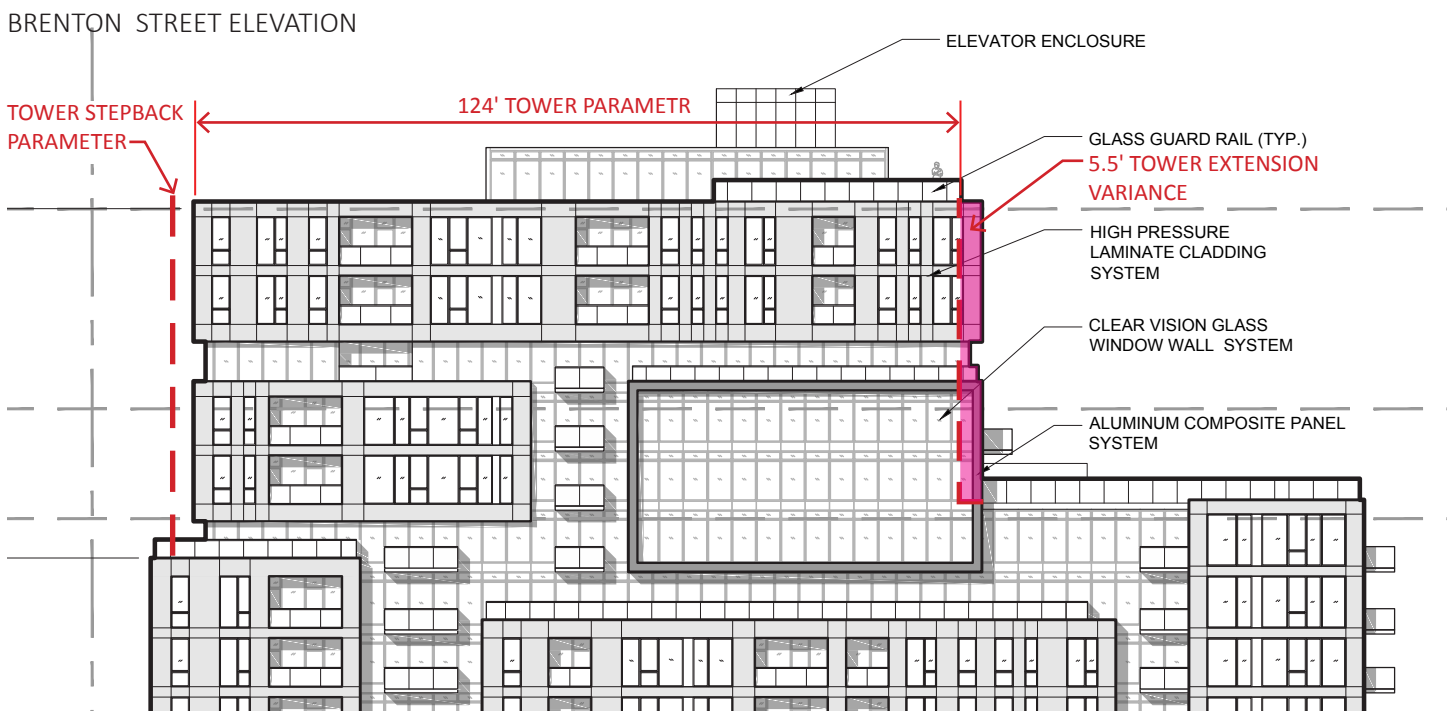 BRENTON STREET ELEVATION
ELEVATOR ENCLOSURE
TOWER STEPBACK
PARAMETER
124' TOWER PARAMETR
GLASS GUARD RAIL (TYP.)
5.5' TOWER EXTENSION
VARIANCE
HIGH PRESSURE
LAMINATE CLADDING
SYSTEM
CLEAR VISION GLASS
WINDOW WALL SYSTEM
ALUMINUM COMPOSITE PANEL
SYSTEM